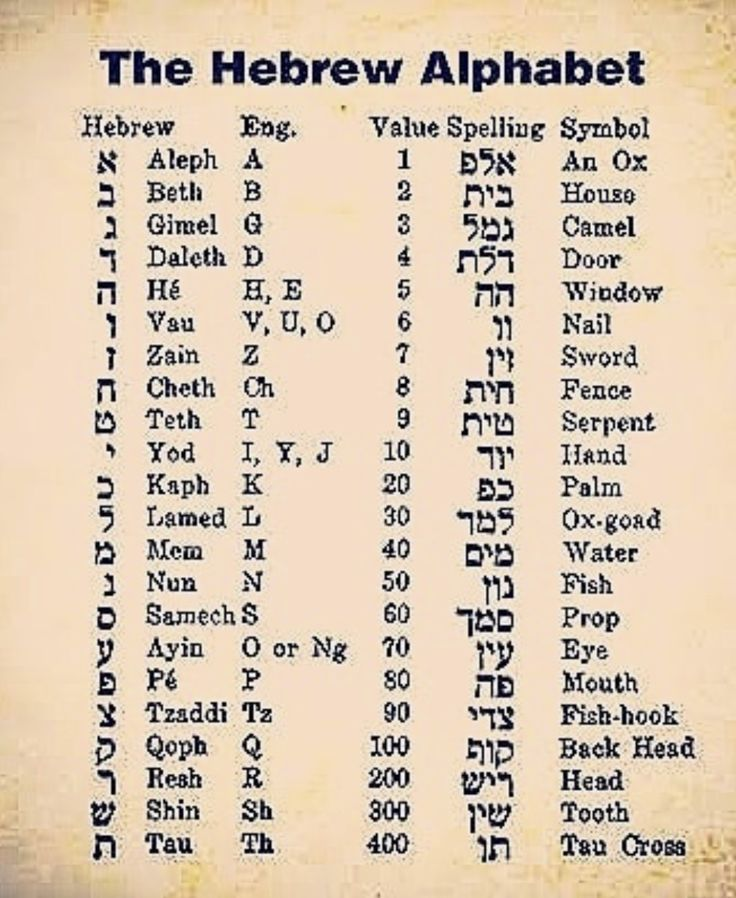 The Hebrew Alphabet
Hebrew Eng. Value Spelling Symbol
א Aleph A 1 אלפ An Ox
ב Beth B 2 בית House
ג Gimel G 3 גמל Camel
ד Daleth D 4 דלת Door
ה Hé H, E 5 הה Window
ו Vau V, U, O 6 וו Nail
ז Zain Z 7 זין Sword
ח Cheth Ch 8 חית Fence
ט Teth T 9 טית Serpent
י Yod I, Y, J 10 יוד Hand
כ Kaph K 20 כפ Palm
ל Lamed L 30 למד Ox-goad
מ Mem M 40 מים Water
נ Nun N 50 נון Fish
ס Samech S 60 סמך Prop
ע Ayin O or Ng 70 עין Eye
פ Pé P 80 פה Mouth
צ Tzaddi Tz 90 צדי Fish-hook
ק Qoph Q 100 קופ Back Head
ר Resh R 200 ריש Head
ש Shin Sh 300 שין Tooth
ת Tau Th 400 תו Tau Cross